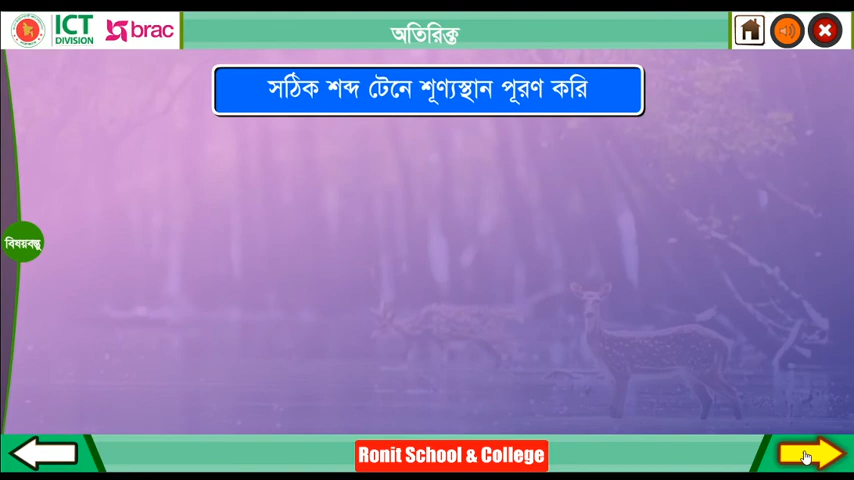 ICT
DIVISION
brac
অতিরিক্ত
সঠিক শব্দ টেনে শূণ্যস্থান পূরণ করি
বিষয়বস্তু
Ronit School & College